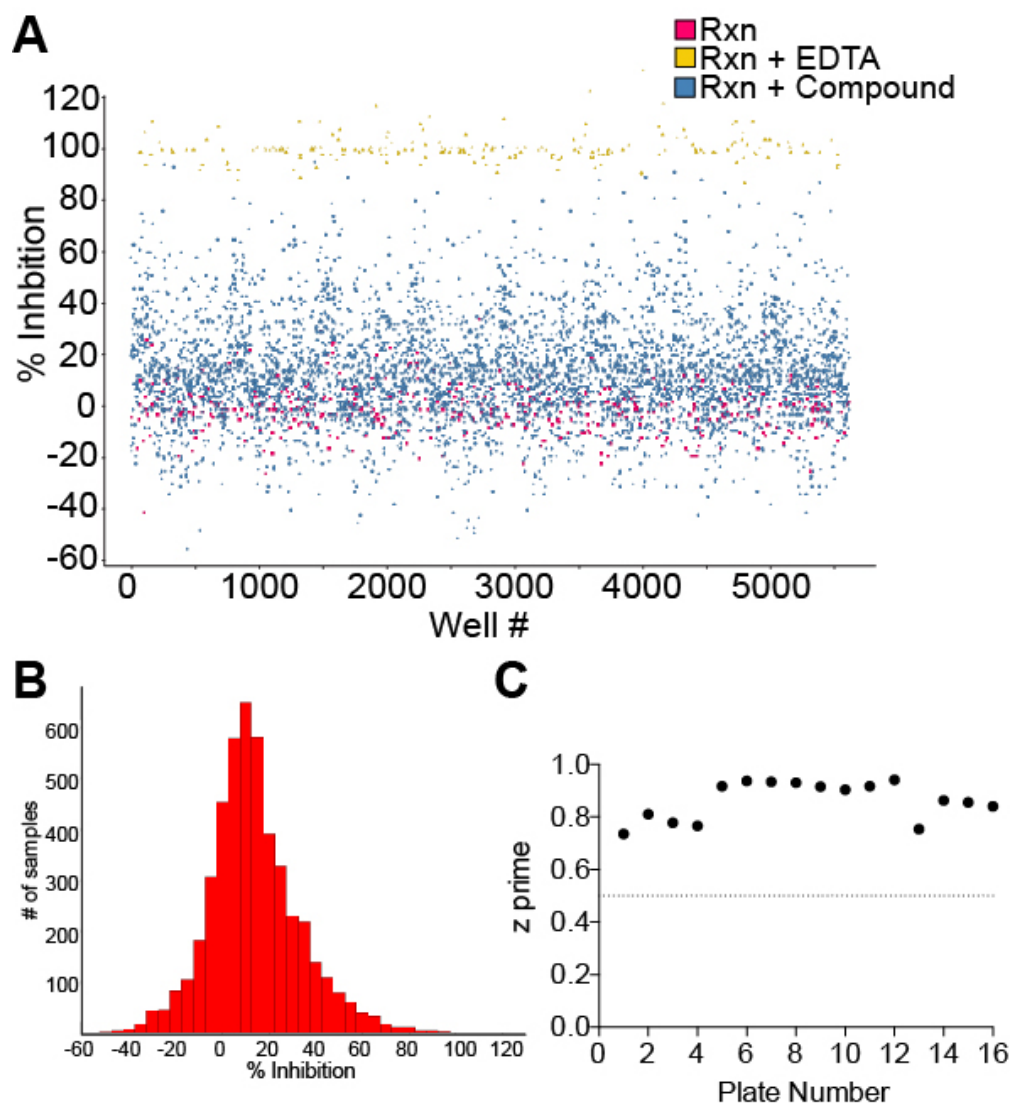 A
Rxn
Rxn + EDTA
Rxn + Compound
% Inhbition
120
100
80
60
40
20
0
-20
-40
-60
0 1000 2000 3000 4000 5000
Well #
B
# of samples
600
500
400
300
200
100
-60 -40 -20 0 20 40 60 80 100 120
% Inhibition
C
z prime
1.0
0.8
0.6
0.4
0.2
0.0
0 2 4 6 8 10 12 14 16
Plate Number